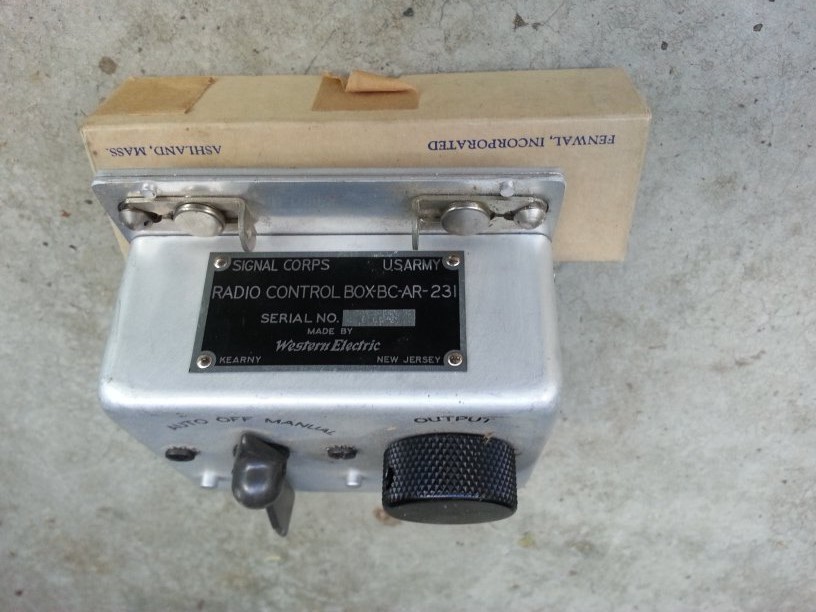 FENWAL, INCORPORATED
ASHLAND, MASS.
SIGNAL CORPS U.S.ARMY
RADIO CONTROL BOX-BC-AR-231
SERIAL NO.
MADE BY
Western Electric
KEARNY NEW JERSEY
AUTO OFF MANUAL
OUTPUT